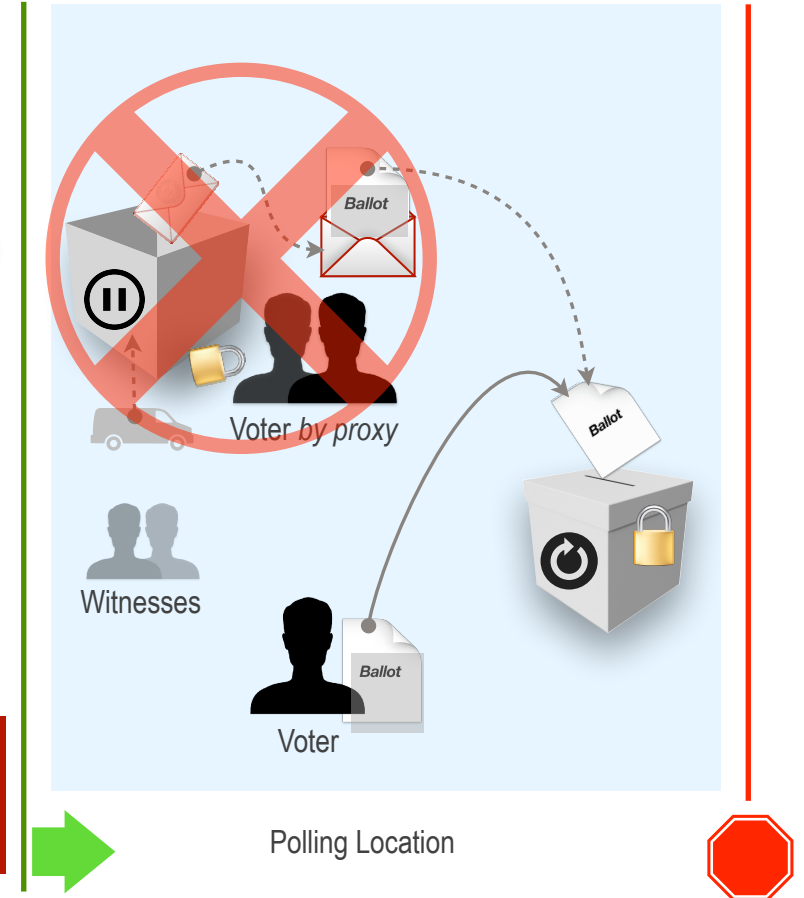 Ballot
Voter by proxy
Ballot
Witnesses
Ballot
Voter
Polling Location